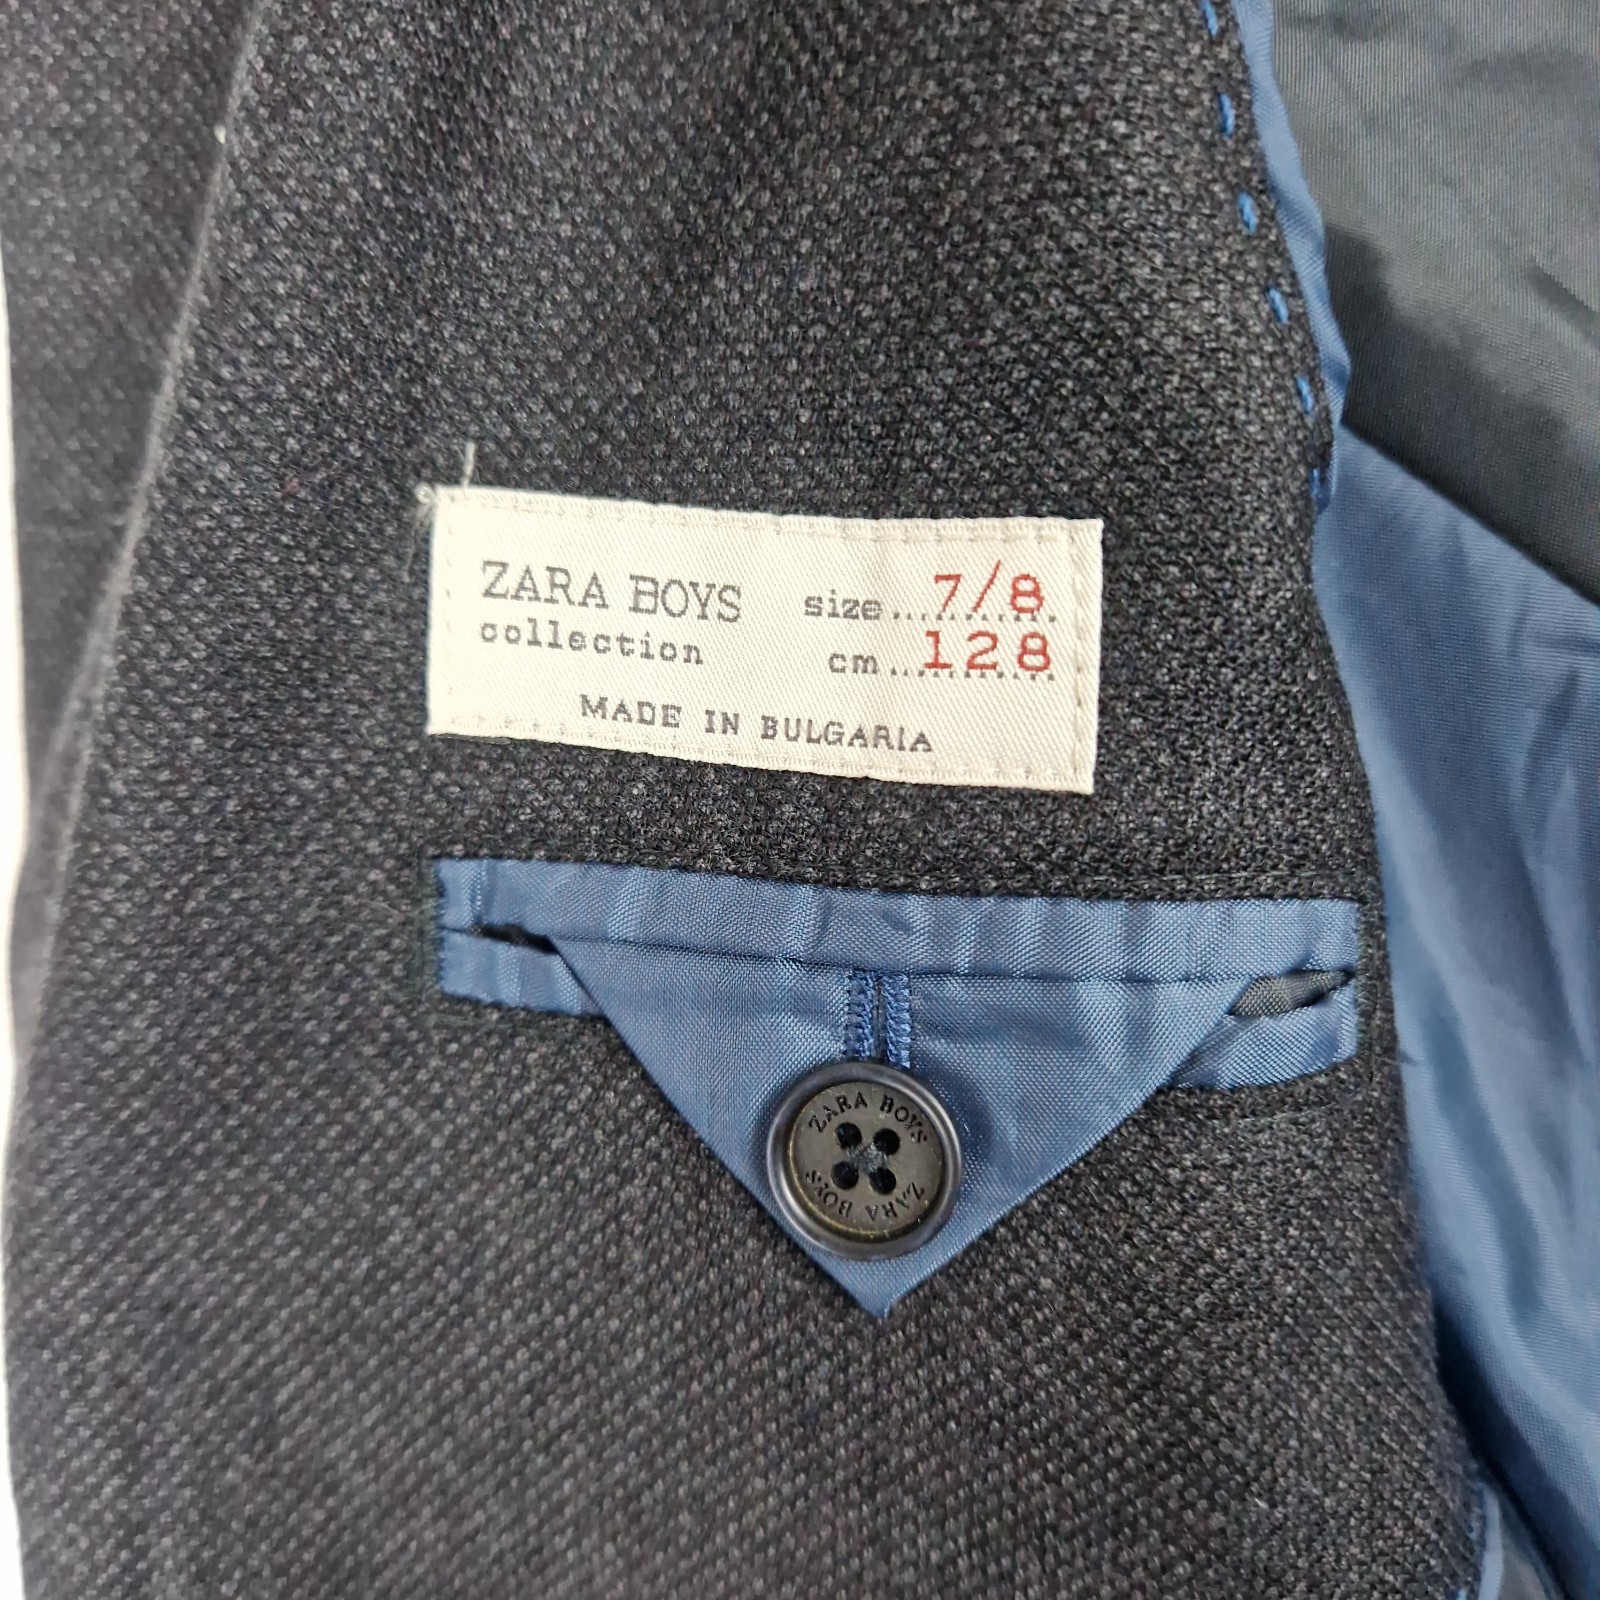 ZARA BOYS size....7/8.
collection cm..128
MADE IN BULGARIA
ZARA BOYS
ZARA BOYS